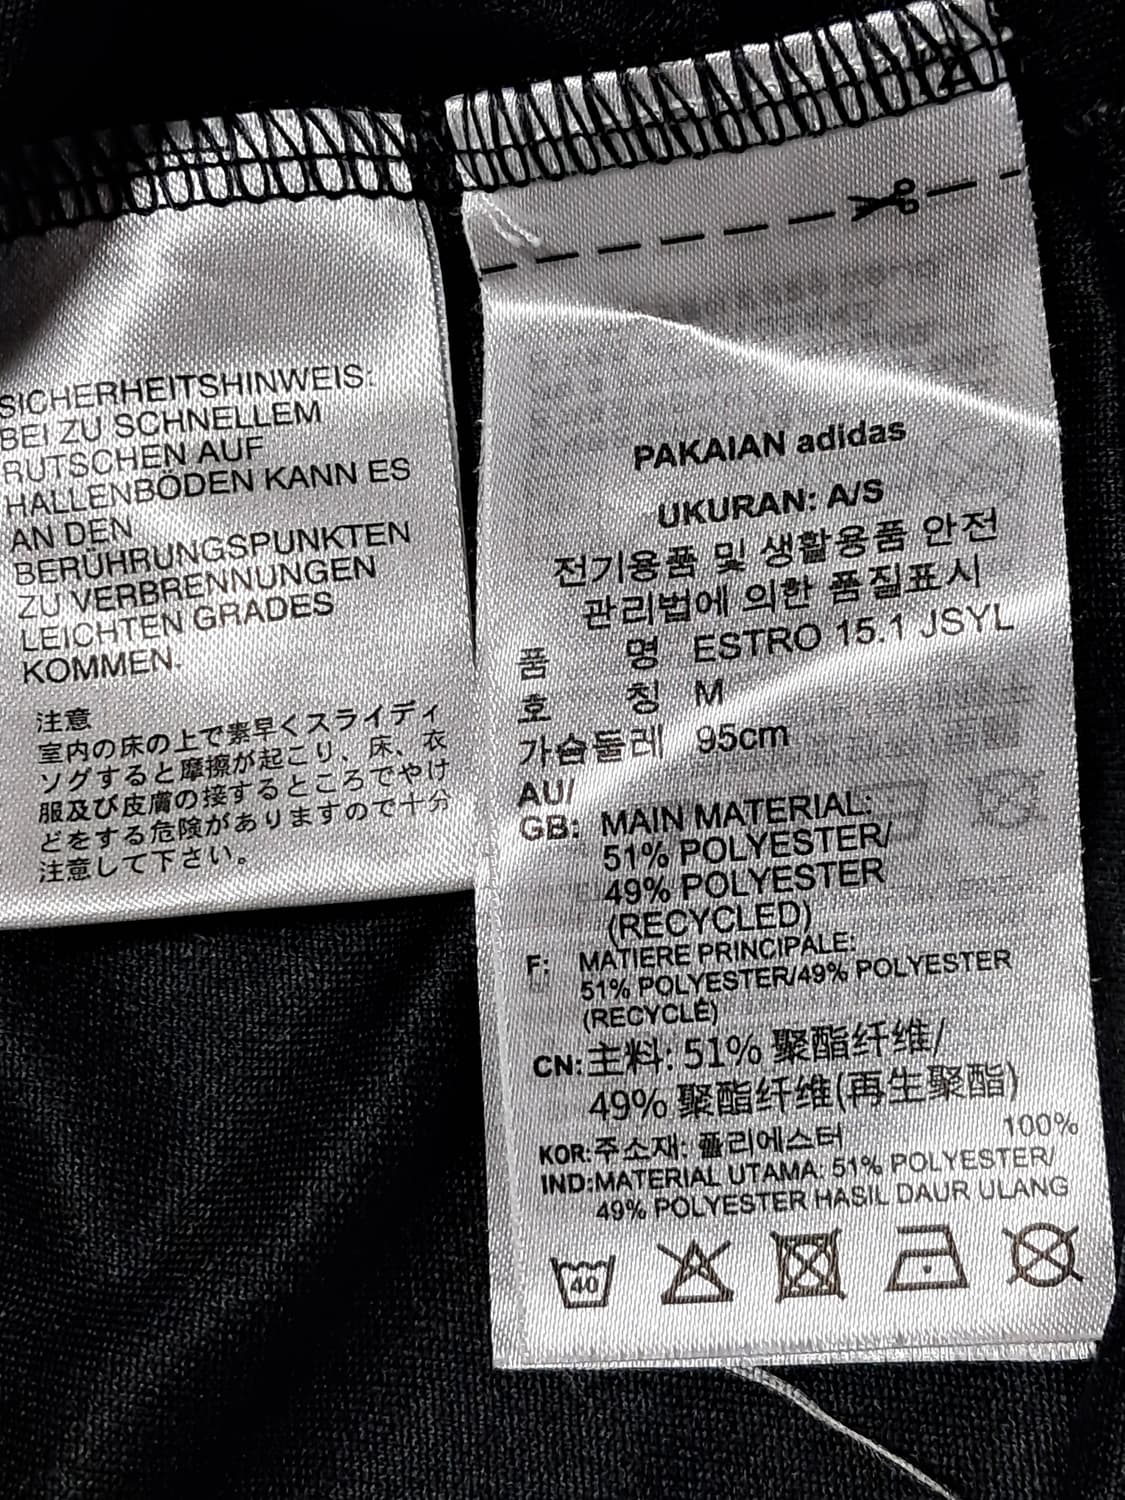 SICHERHEITSHINWEIS:
BEI ZU SCHNELLEM
RUTSCHEN AUF
HALLENBÖDEN KANN ES
AN DEN
BERÜHRUNGSPUNKTEN
ZU VERBRENNUNGEN
LEICHTEN GRADES
KOMMEN.
注意
室内の床の上で素早くスライディ
ングすると摩擦が起こり、床、衣
服及び皮膚の接するところでやけ
どをする危険がありますので十分
注意して下さい。
PAKAIAN adidas
UKURAN: A/S
전기용품 및 생활용품 안전
관리법에 의한 품질표시
품 명 ESTRO 15.1 JSYL
호 칭 M
가슴둘레 95cm
AU/
GB: MAIN MATERIAL:
51% POLYESTER/
49% POLYESTER
(RECYCLED)
F: MATIERE PRINCIPALE:
51% POLYESTER/49% POLYESTER
(RECYCLÉ)
CN: 主料: 51% 聚酯纤维/
49% 聚酯纤维(再生聚酯)
KOR: 주소재: 폴리에스터 100%
IND: MATERIAL UTAMA: 51% POLYESTER/
49% POLYESTER HASIL DAUR ULANG
40